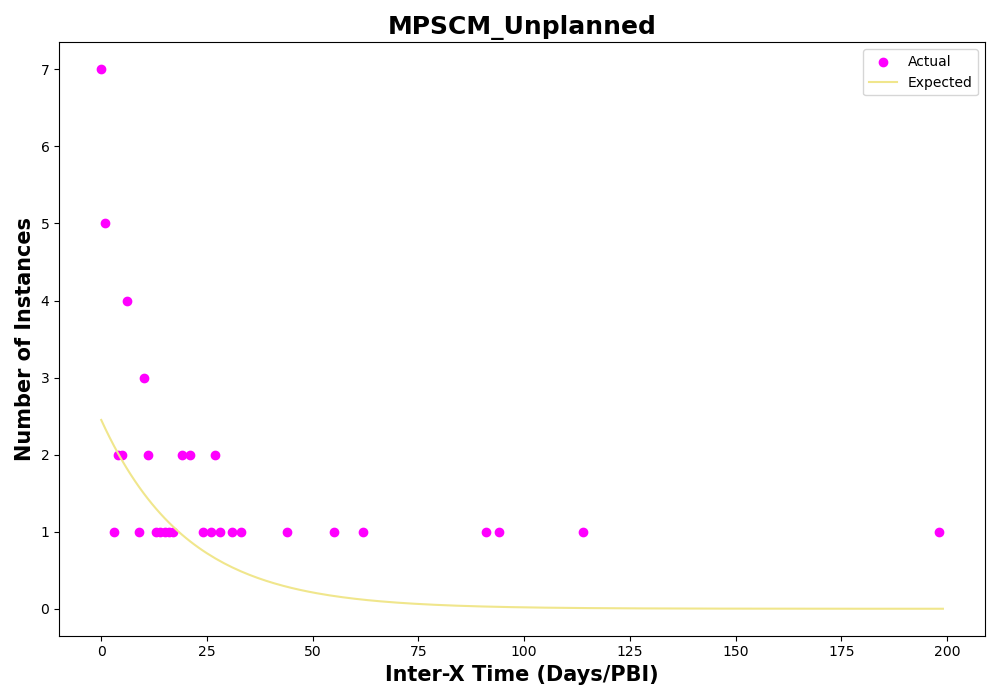 MPSCM_Unplanned
Actual
Expected
7
6
5
4
3
2
1
0
Number of Instances
0 25 50 75 100 125 150 175 200
Inter-X Time (Days/PBI)